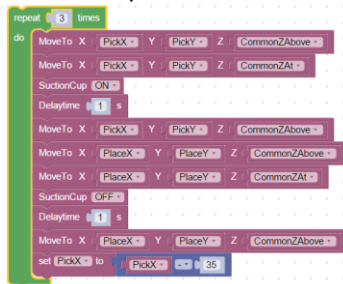 repeat 3 times
do MoveTo X PickX Y PickY Z CommonZAbove
MoveTo X PickX Y PickY Z CommonZAt
SuctionCup ON
Delaytime 1 s
MoveTo X PickX Y PickY Z CommonZAbove
MoveTo X PlaceX Y PlaceY Z CommonZAbove
MoveTo X PlaceX Y PlaceY Z CommonZAt
SuctionCup OFF
Delaytime 1 s
MoveTo X PlaceX Y PlaceY Z CommonZAbove
set PickX to PickX - 35